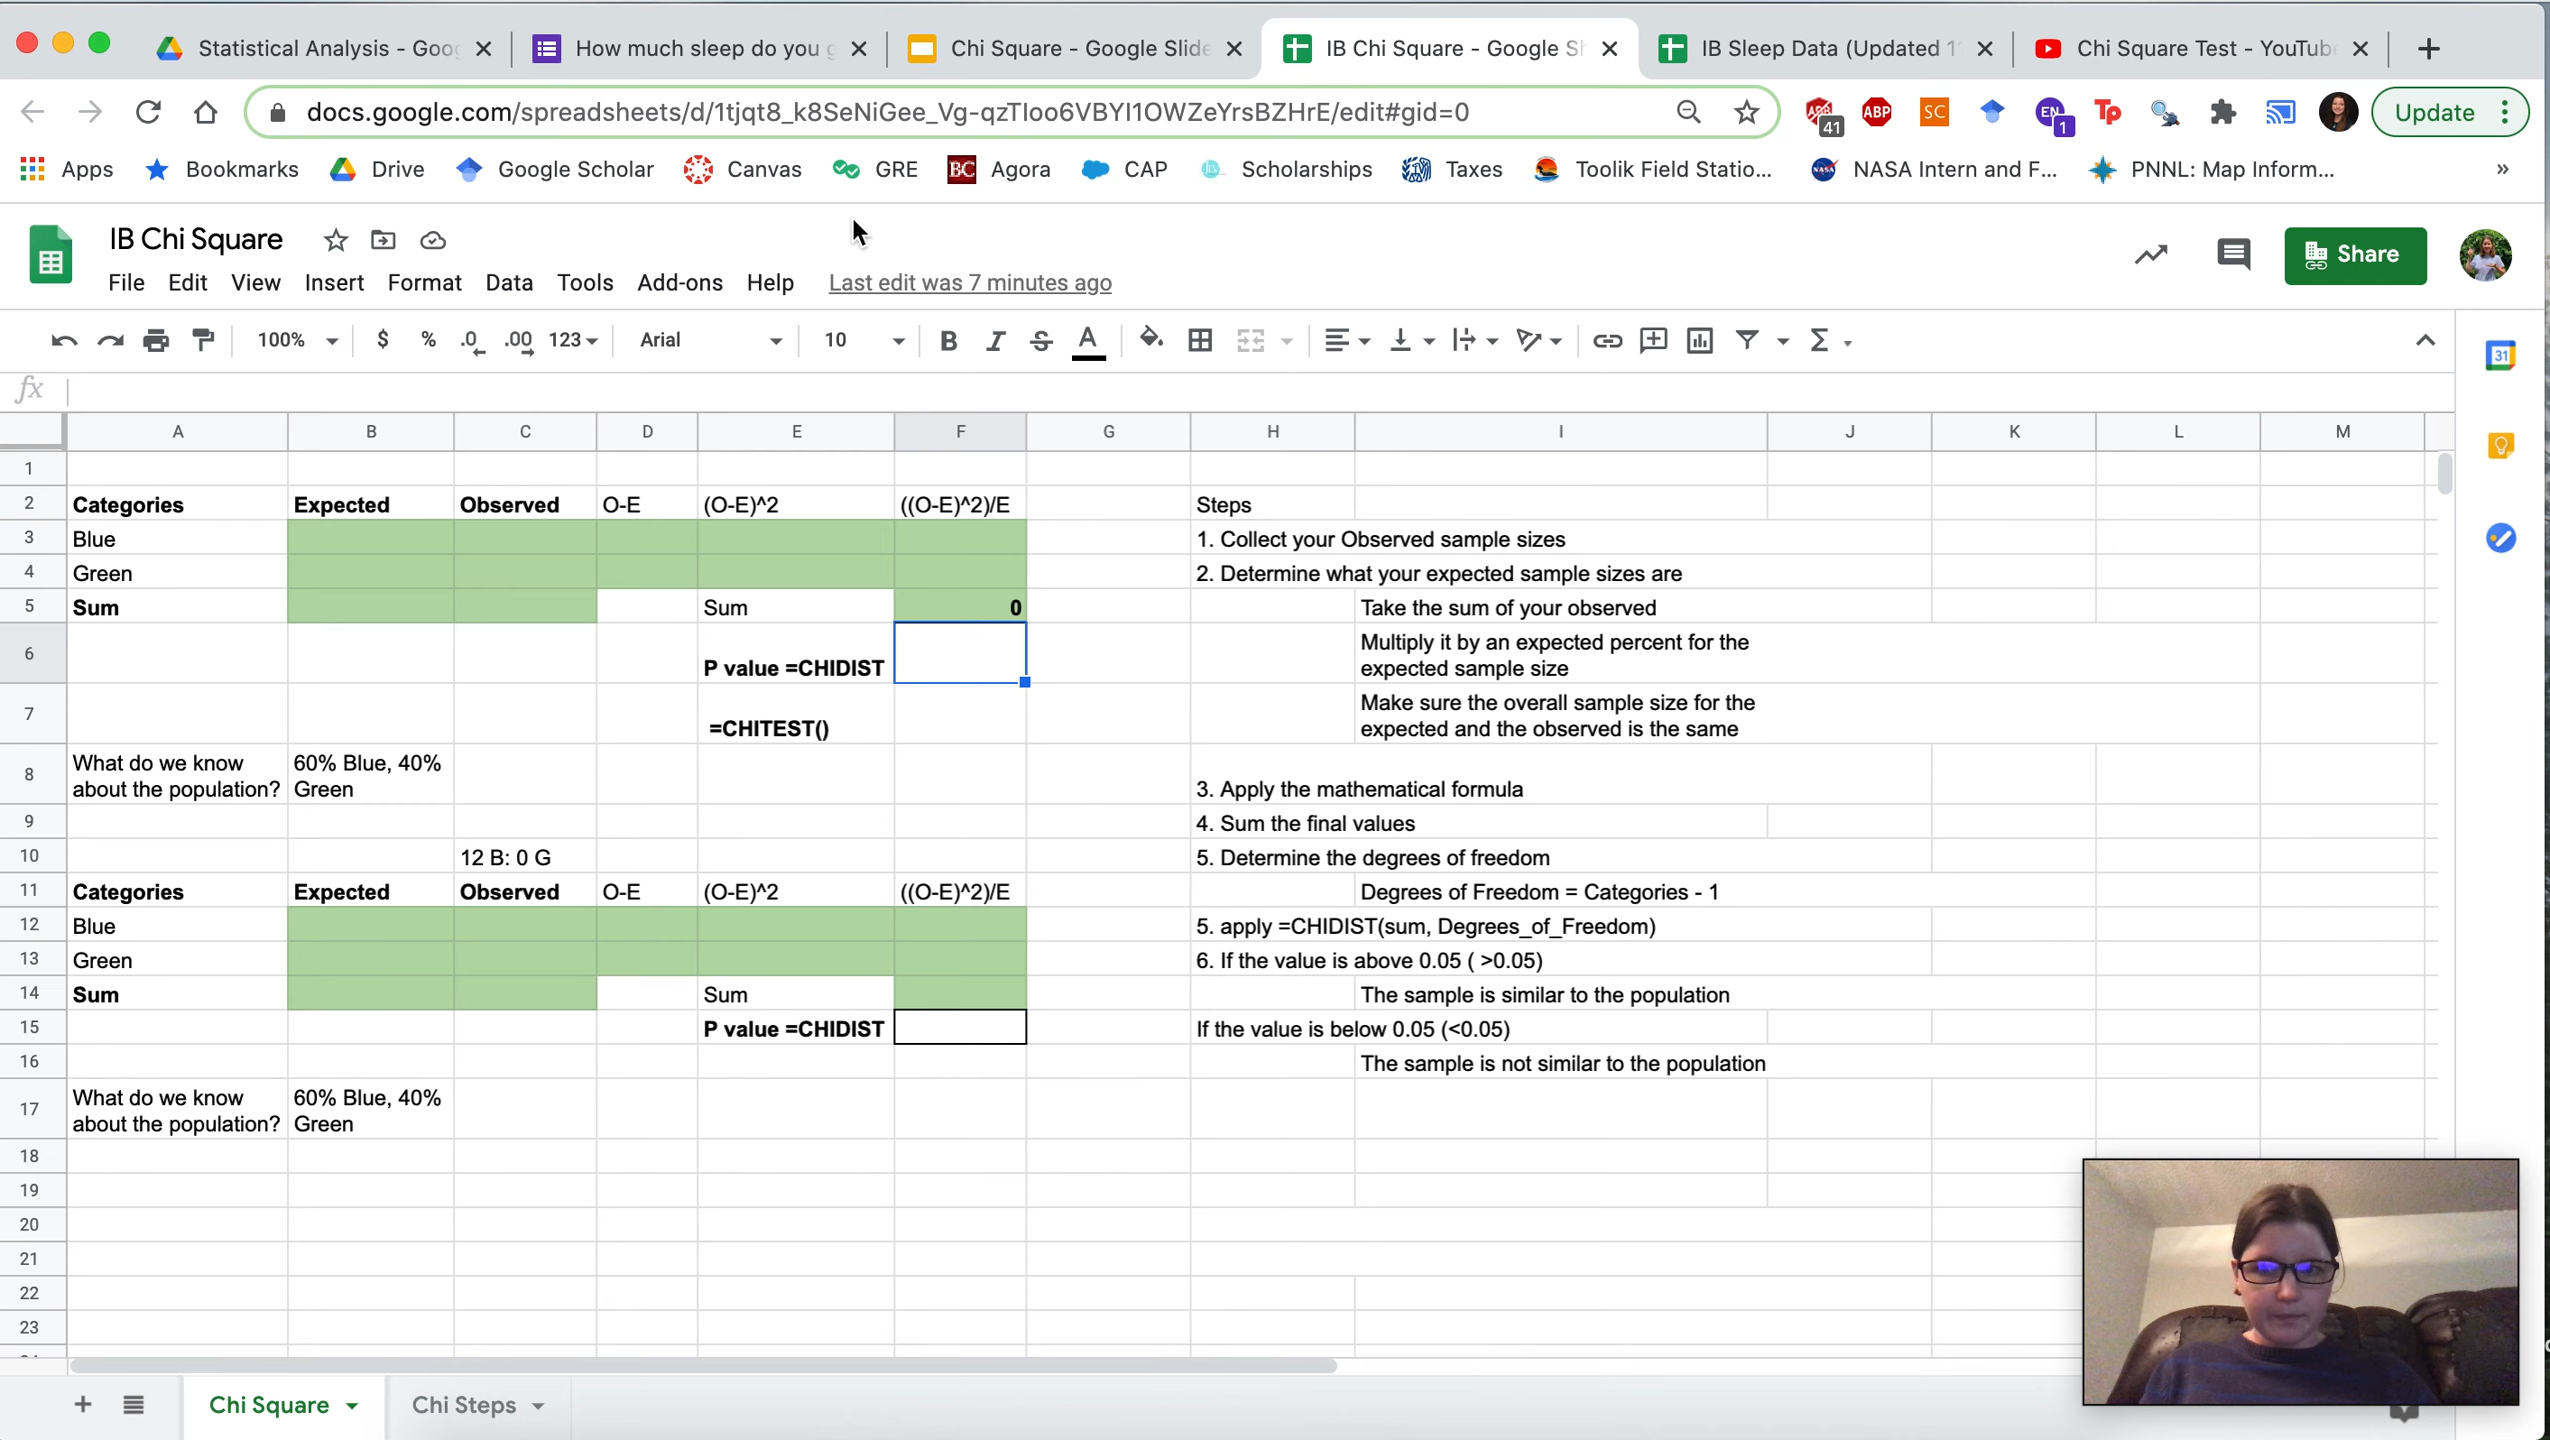 Statistical Analysis - Goo
How much sleep do you g
Chi Square - Google Slide
IB Chi Square - Google Sh
IB Sleep Data (Updated 1
Chi Square Test - YouTub
docs.google.com/spreadsheets/d/1tjqt8_k8SeNiGee_Vg-qzTIoo6VBYI1OWZeYrsBZHrE/edit#gid=0
41
ABP
SC
EN
1
Tp
Update
Apps
Bookmarks
Drive
Google Scholar
Canvas
GRE
BC
Agora
CAP
Scholarships
Taxes
Toolik Field Statio...
NASA Intern and F...
PNNL: Map Inform...
»
IB Chi Square
Share
File Edit View Insert Format Data Tools Add-ons Help Last edit was 7 minutes ago
100% $ % .0 .00 123 Arial 10 B I S A Σ
31
fx
A B C D E F G H I J K L M
1
2 Categories Expected Observed O-E (O-E)^2 ((O-E)^2)/E Steps
3 Blue 1. Collect your Observed sample sizes
4 Green 2. Determine what your expected sample sizes are
5 Sum Sum 0 Take the sum of your observed
Multiply it by an expected percent for the
6 P value =CHIDIST expected sample size
Make sure the overall sample size for the
7 =CHITEST() expected and the observed is the same
What do we know 60% Blue, 40%
8 about the population? Green 3. Apply the mathematical formula
9 4. Sum the final values
10 12 B: 0 G 5. Determine the degrees of freedom
11 Categories Expected Observed O-E (O-E)^2 ((O-E)^2)/E Degrees of Freedom = Categories - 1
12 Blue 5. apply =CHIDIST(sum, Degrees_of_Freedom)
13 Green 6. If the value is above 0.05 ( >0.05)
14 Sum Sum The sample is similar to the population
15 P value =CHIDIST If the value is below 0.05 (<0.05)
16 The sample is not similar to the population
What do we know 60% Blue, 40%
17 about the population? Green
18
19
20
21
22
23
+ Chi Square Chi Steps